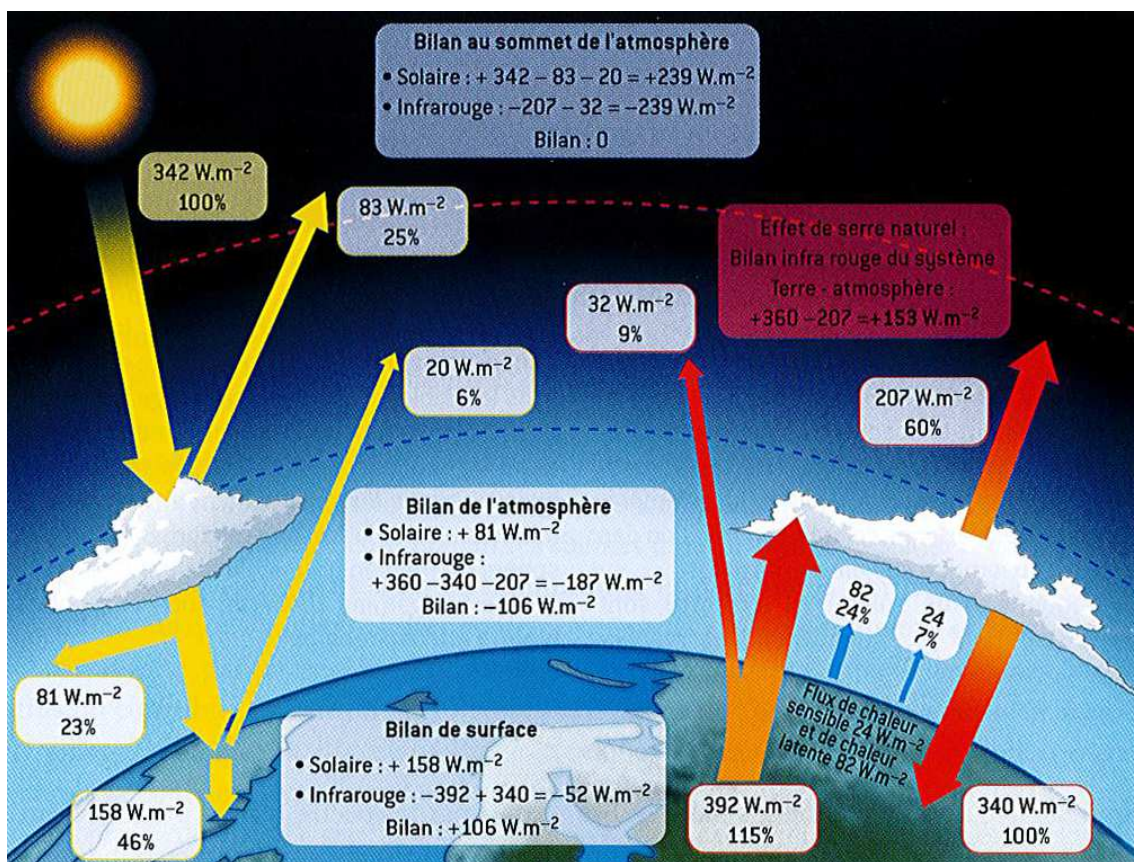 Bilan au sommet de l'atmosphère
• Solaire : + 342 – 83 – 20 = +239 W.m⁻²
• Infrarouge : –207 – 32 = –239 W.m⁻²
Bilan : 0
342 W.m⁻²
100%
83 W.m⁻²
25%
Effet de serre naturel :
Bilan infra rouge du système
Terre - atmosphère :
+360 –207 =+153 W.m⁻²
32 W.m⁻²
9%
20 W.m⁻²
6%
207 W.m⁻²
60%
Bilan de l'atmosphère
• Solaire : + 81 W.m⁻²
• Infrarouge :
+360 –340 –207 = –187 W.m⁻²
Bilan : –106 W.m⁻²
82
24%
24
7%
Flux de chaleur
sensible 24 W.m⁻²
et de chaleur
latente 82 W.m⁻²
81 W.m⁻²
23%
Bilan de surface
• Solaire : + 158 W.m⁻²
• Infrarouge : –392 + 340 = –52 W.m⁻²
Bilan : +106 W.m⁻²
158 W.m⁻²
46%
392 W.m⁻²
115%
340 W.m⁻²
100%